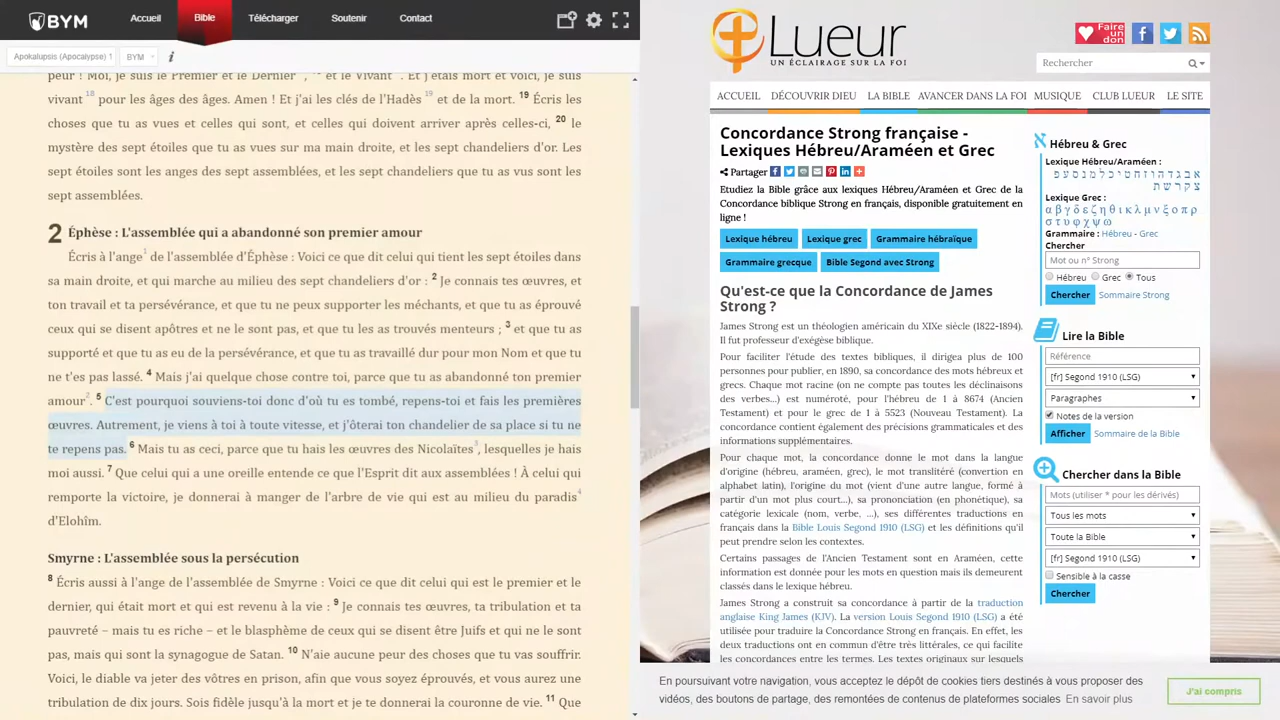 BYM
Accueil
Bible
Télécharger
Soutenir
Contact
Apokalupsis (Apocalypse) 1
BYM
i
peur ! Moi, je suis le Premier et le Dernier , et le Vivant . Et j'étais mort et voici, je suis
vivant 18 pour les âges des âges. Amen ! Et j'ai les clés de l'Hadès 19 et de la mort. 19 Écris les
choses que tu as vues et celles qui sont, et celles qui doivent arriver après celles-ci, 20 le
mystère des sept étoiles que tu as vues sur ma main droite, et les sept chandeliers d'or. Les
sept étoiles sont les anges des sept assemblées, et les sept chandeliers que tu as vus sont les
sept assemblées.
2 Éphèse : L'assemblée qui a abandonné son premier amour
Écris à l'ange1 de l'assemblée d'Éphèse : Voici ce que dit celui qui tient les sept étoiles dans
sa main droite, et qui marche au milieu des sept chandeliers d'or : 2 Je connais tes œuvres, et
ton travail et ta persévérance, et que tu ne peux supporter les méchants, et que tu as éprouvé
ceux qui se disent apôtres et ne le sont pas, et que tu les as trouvés menteurs ; 3 et que tu as
supporté et que tu as eu de la persévérance, et que tu as travaillé dur pour mon Nom et que tu
ne t'es pas lassé. 4 Mais j'ai quelque chose contre toi, parce que tu as abandonné ton premier
amour2. 5 C'est pourquoi souviens-toi donc d'où tu es tombé, repens-toi et fais les premières
œuvres. Autrement, je viens à toi à toute vitesse, et j'ôterai ton chandelier de sa place si tu ne
te repens pas. 6 Mais tu as ceci, parce que tu hais les œuvres des Nicolaïtes3, lesquelles je hais
moi aussi. 7 Que celui qui a une oreille entende ce que l'Esprit dit aux assemblées ! À celui qui
remporte la victoire, je donnerai à manger de l'arbre de vie qui est au milieu du paradis4
d'Elohîm.
Smyrne : L'assemblée sous la persécution
8 Écris aussi à l'ange de l'assemblée de Smyrne : Voici ce que dit celui qui est le premier et le
dernier, qui était mort et qui est revenu à la vie : 9 Je connais tes œuvres, ta tribulation et ta
pauvreté – mais tu es riche – et le blasphème de ceux qui se disent être Juifs et qui ne le sont
pas, mais qui sont la synagogue de Satan. 10 N'aie aucune peur des choses que tu vas souffrir.
Voici, le diable va jeter des vôtres en prison, afin que vous soyez éprouvés, et vous aurez une
tribulation de dix jours. Sois fidèle jusqu'à la mort et je te donnerai la couronne de vie. 11 Que
Lueur
UN ÉCLAIRAGE SUR LA FOI
Faire un don
Rechercher
ACCUEIL
DÉCOUVRIR DIEU
LA BIBLE
AVANCER DANS LA FOI
MUSIQUE
CLUB LUEUR
LE SITE
Concordance Strong française -
Lexiques Hébreu/Araméen et Grec
Partager
Etudiez la Bible grâce aux lexiques Hébreu/Araméen et Grec de la
Concordance biblique Strong en français, disponible gratuitement en
ligne !
Lexique hébreu
Lexique grec
Grammaire hébraïque
Grammaire grecque
Bible Segond avec Strong
Qu'est-ce que la Concordance de James
Strong ?
James Strong est un théologien américain du XIXe siècle (1822-1894).
Il fut professeur d'exégèse biblique.
Pour faciliter l'étude des textes bibliques, il dirigea plus de 100
personnes pour publier, en 1890, sa concordance des mots hébreux et
grecs. Chaque mot racine (on ne compte pas toutes les déclinaisons
des verbes...) est numéroté, pour l'hébreu de 1 à 8674 (Ancien
Testament) et pour le grec de 1 à 5523 (Nouveau Testament). La
concordance contient également des précisions grammaticales et des
informations supplémentaires.
Pour chaque mot, la concordance donne le mot dans la langue
d'origine (hébreu, araméen, grec), le mot translitéré (convertion en
alphabet latin), l'origine du mot (vient d'une autre langue, formé à
partir d'un mot plus court...), sa prononciation (en phonétique), sa
catégorie lexicale (nom, verbe, ...), ses différentes traductions en
français dans la Bible Louis Segond 1910 (LSG) et les définitions qu'il
peut prendre selon les contextes.
Certains passages de l'Ancien Testament sont en Araméen, cette
information est donnée pour les mots en question mais ils demeurent
classés dans le lexique hébreu.
James Strong a construit sa concordance à partir de la traduction
anglaise King James (KJV). La version Louis Segond 1910 (LSG) a été
utilisée pour traduire la Concordance Strong en français. En effet, les
deux traductions ont en commun d'être très littérales, ce qui facilite
les concordances entre les termes. Les textes originaux sur lesquels
א Hébreu & Grec
Lexique Hébreu/Araméen :
א ב ג ד ה ו ז ח ט י כ ל מ נ ס ע פ
צ ק ר ש ת
Lexique Grec :
α β γ δ ε ζ η θ ι κ λ μ ν ξ ο π ρ
σ τ υ φ χ ψ ω
Grammaire : Hébreu - Grec
Chercher
Mot ou n° Strong
Hébreu Grec Tous
Chercher
Sommaire Strong
Lire la Bible
Référence
[fr] Segond 1910 (LSG)
Paragraphes
Notes de la version
Afficher
Sommaire de la Bible
Chercher dans la Bible
Mots (utiliser * pour les dérivés)
Tous les mots
Toute la Bible
[fr] Segond 1910 (LSG)
Sensible à la casse
Chercher
En poursuivant votre navigation, vous acceptez le dépôt de cookies tiers destinés à vous proposer des
vidéos, des boutons de partage, des remontées de contenus de plateformes sociales En savoir plus
J'ai compris